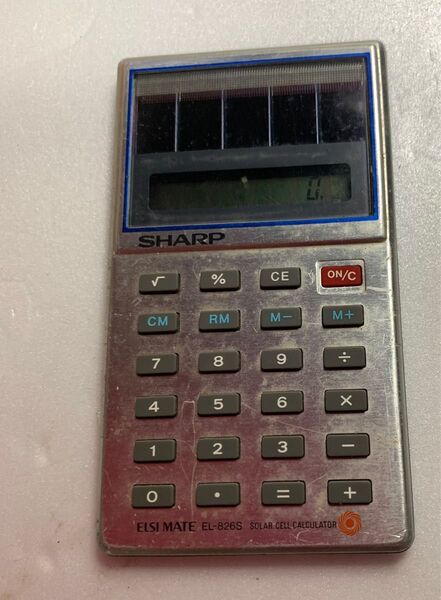 0.
SHARP
√ % CE ON/C
CM RM M− M+
7 8 9 ÷
4 5 6 ×
1 2 3 −
0 • = +
ELSI MATE EL-826S SOLAR CELL CALCULATOR